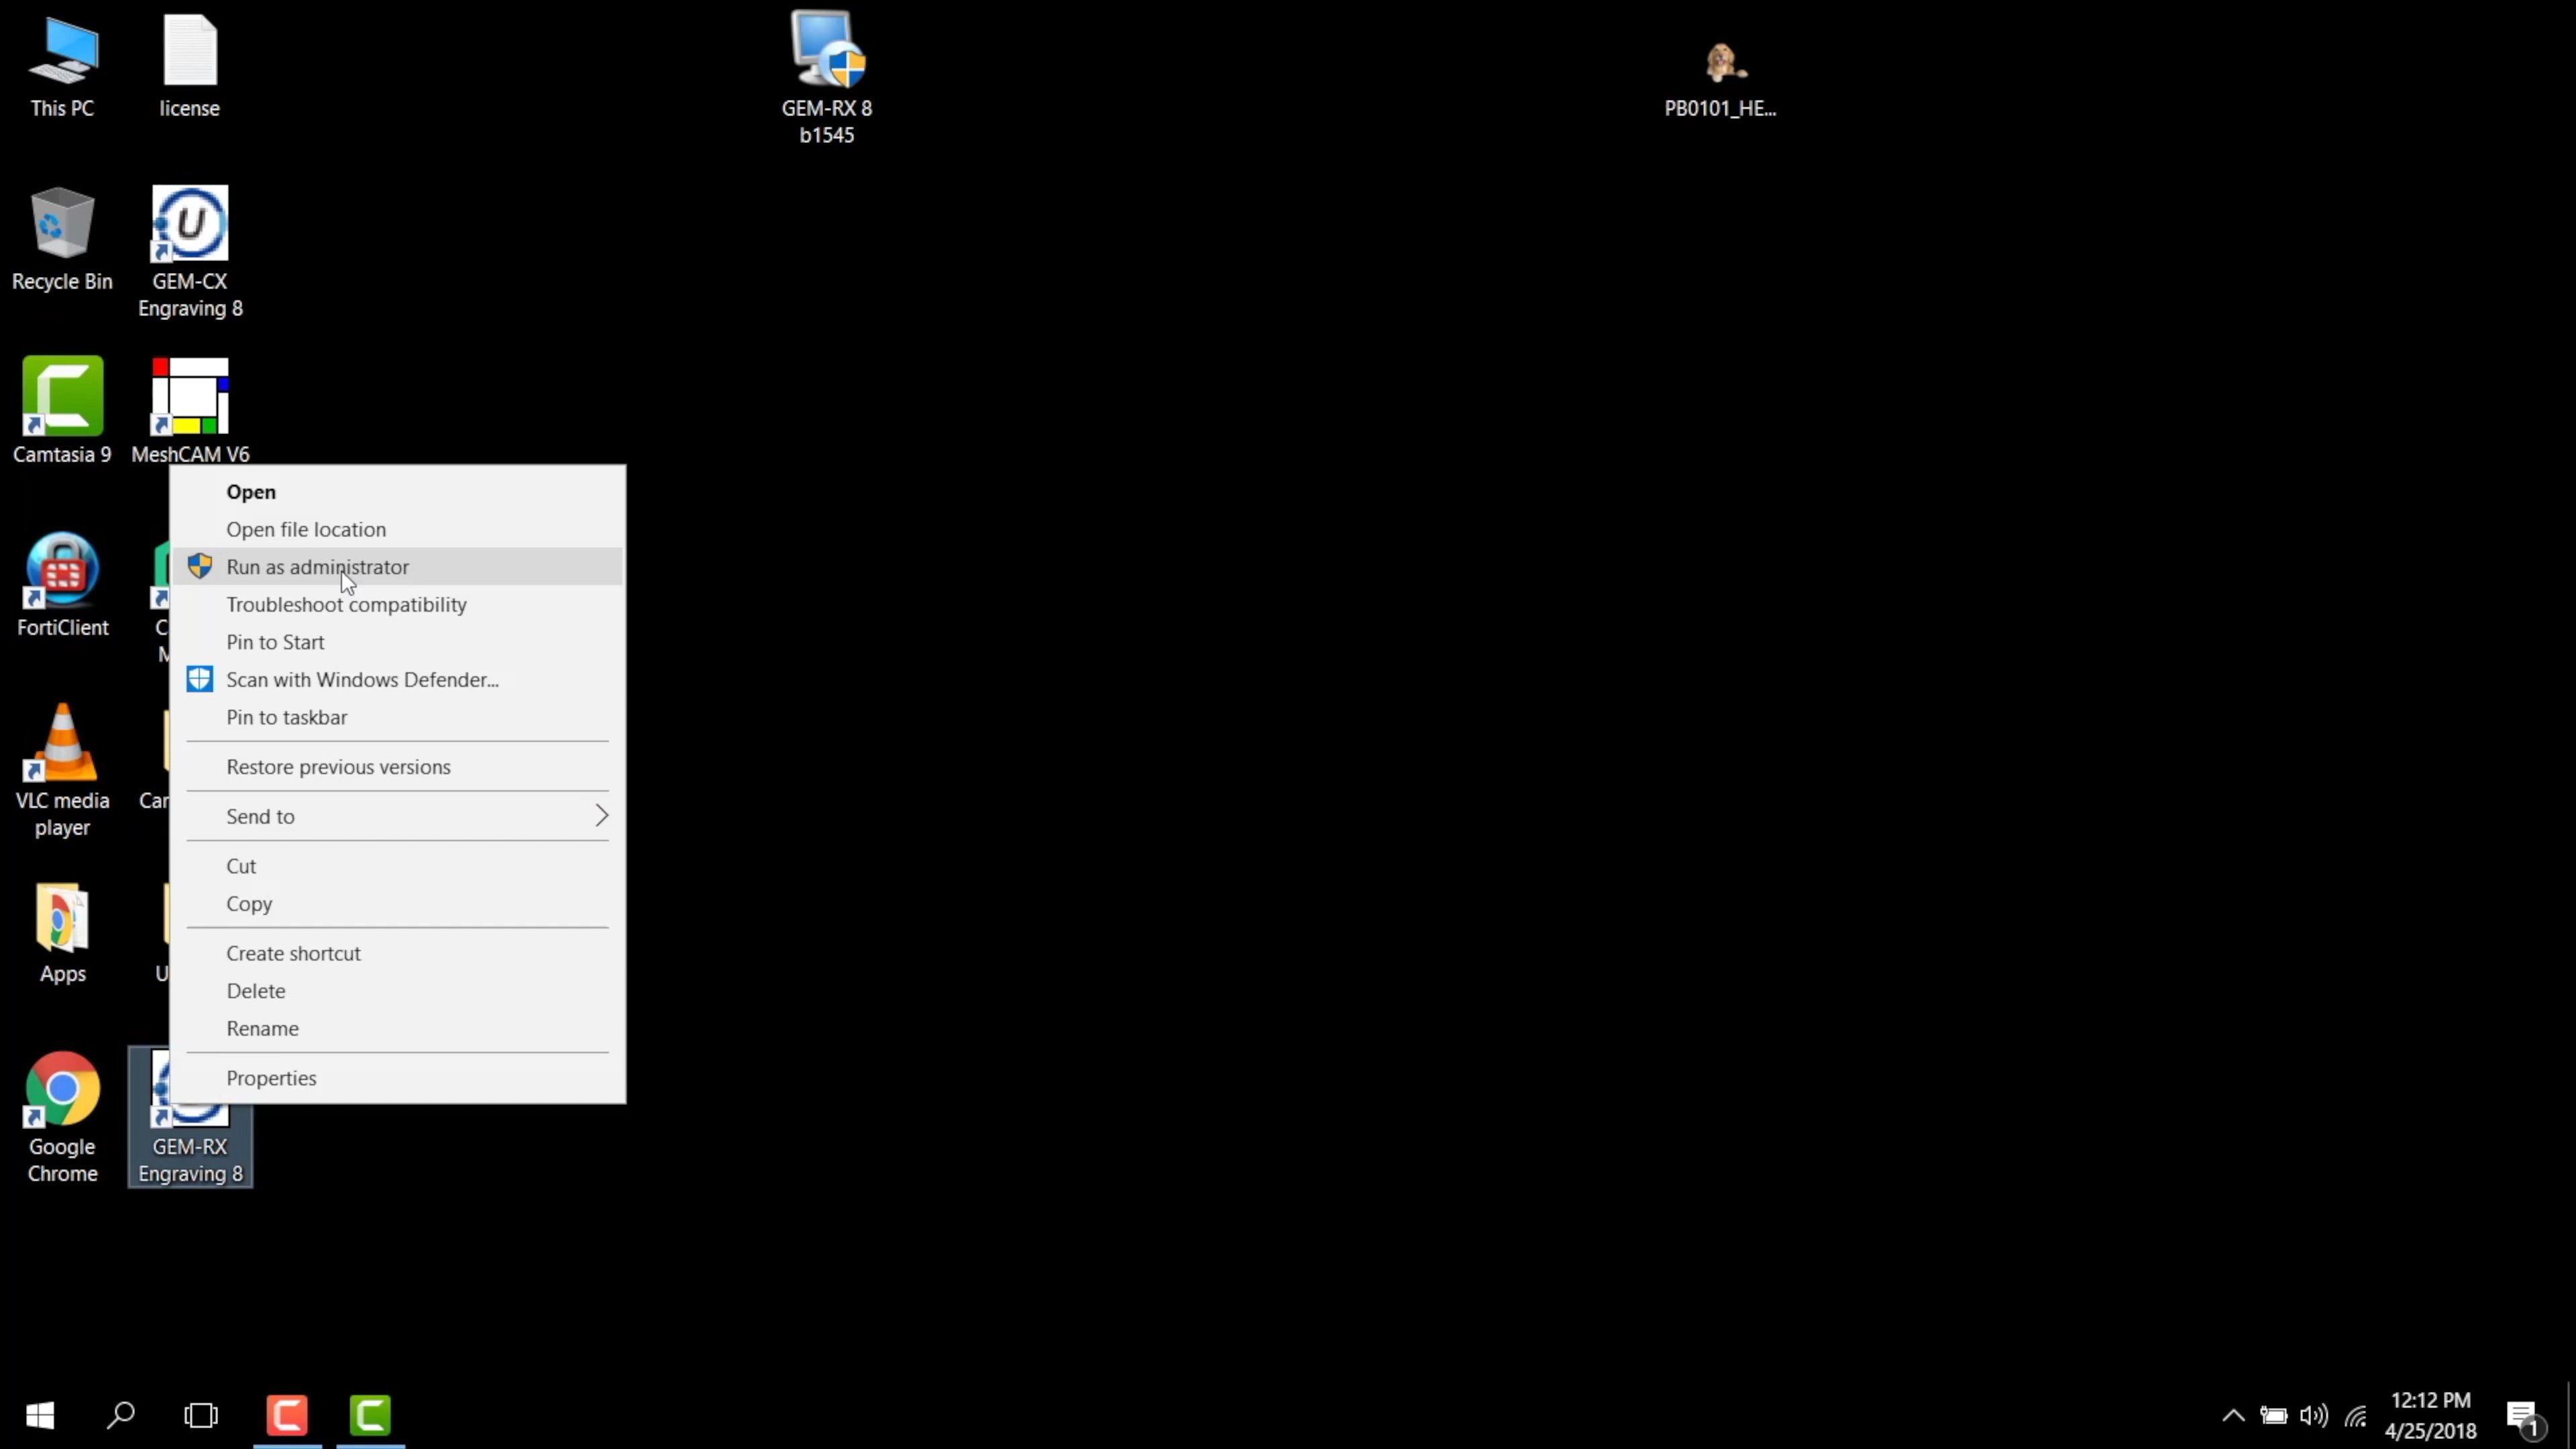 This PC
license
GEM-RX 8
b1545
PB0101_HE...
Recycle Bin
GEM-CX
Engraving 8
U
Camtasia 9
MeshCAM V6
FortiClient
C
M
VLC media
player
Car
Apps
U
Google
Chrome
GEM-RX
Engraving 8
Open
Open file location
Run as administrator
Troubleshoot compatibility
Pin to Start
Scan with Windows Defender...
Pin to taskbar
Restore previous versions
Send to
Cut
Copy
Create shortcut
Delete
Rename
Properties
12:12 PM
4/25/2018
1